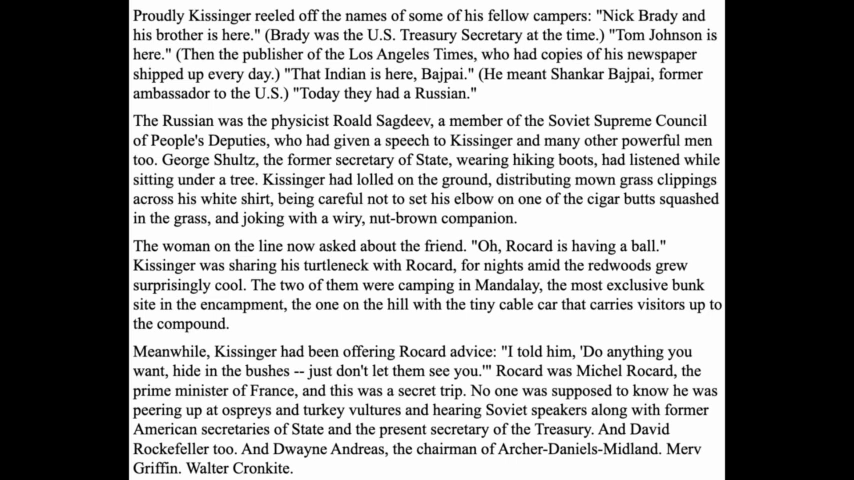 Proudly Kissinger reeled off the names of some of his fellow campers: "Nick Brady and
his brother is here." (Brady was the U.S. Treasury Secretary at the time.) "Tom Johnson is
here." (Then the publisher of the Los Angeles Times, who had copies of his newspaper
shipped up every day.) "That Indian is here, Bajpai." (He meant Shankar Bajpai, former
ambassador to the U.S.) "Today they had a Russian."
The Russian was the physicist Roald Sagdeev, a member of the Soviet Supreme Council
of People's Deputies, who had given a speech to Kissinger and many other powerful men
too. George Shultz, the former secretary of State, wearing hiking boots, had listened while
sitting under a tree. Kissinger had lolled on the ground, distributing mown grass clippings
across his white shirt, being careful not to set his elbow on one of the cigar butts squashed
in the grass, and joking with a wiry, nut-brown companion.
The woman on the line now asked about the friend. "Oh, Rocard is having a ball."
Kissinger was sharing his turtleneck with Rocard, for nights amid the redwoods grew
surprisingly cool. The two of them were camping in Mandalay, the most exclusive bunk
site in the encampment, the one on the hill with the tiny cable car that carries visitors up to
the compound.
Meanwhile, Kissinger had been offering Rocard advice: "I told him, 'Do anything you
want, hide in the bushes -- just don't let them see you.'" Rocard was Michel Rocard, the
prime minister of France, and this was a secret trip. No one was supposed to know he was
peering up at ospreys and turkey vultures and hearing Soviet speakers along with former
American secretaries of State and the present secretary of the Treasury. And David
Rockefeller too. And Dwayne Andreas, the chairman of Archer-Daniels-Midland. Merv
Griffin. Walter Cronkite.